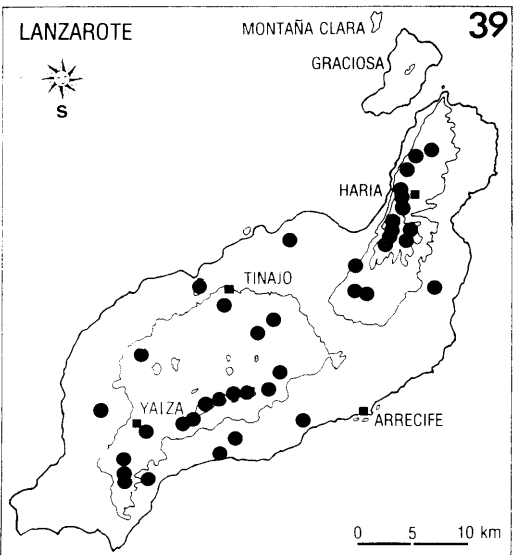 LANZAROTE
MONTAÑA CLARA
39
GRACIOSA
S
HARIA
TINAJO
YAIZA
ARRECIFE
0 5 10 km